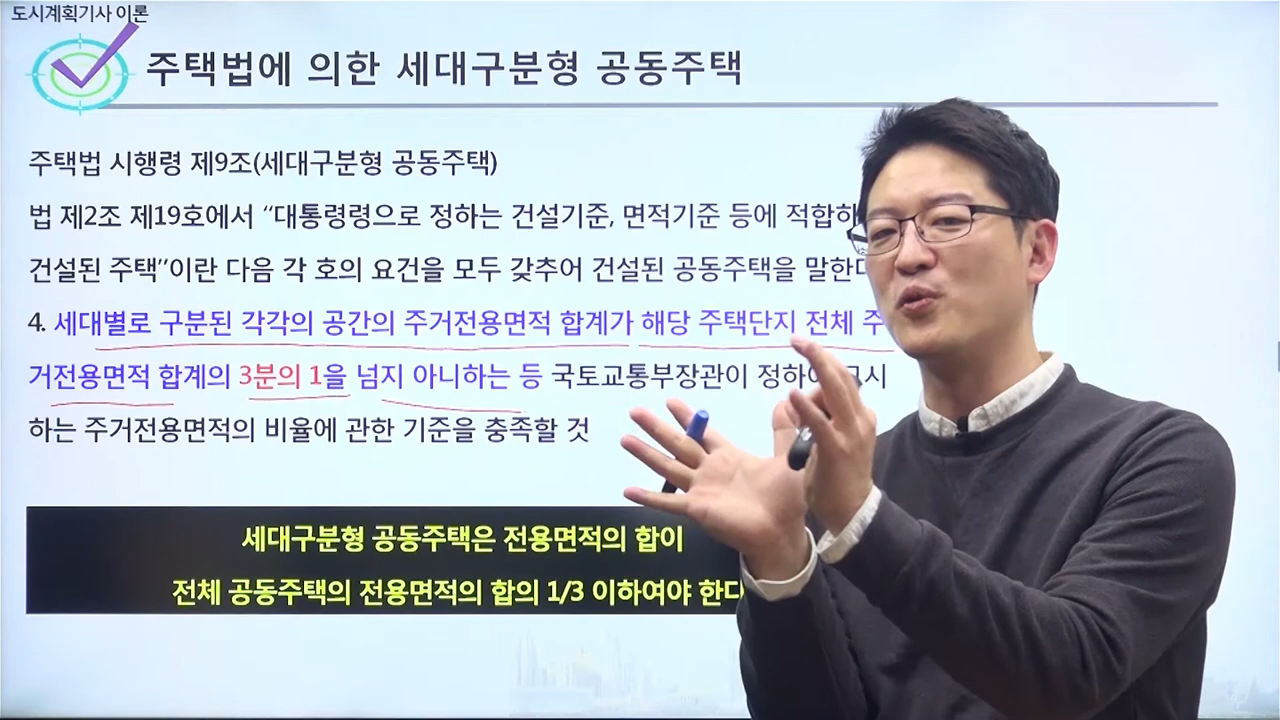 도시계획기사 이론
주택법에 의한 세대구분형 공동주택
주택법 시행령 제9조(세대구분형 공동주택)
법 제2조 제19호에서 “대통령령으로 정하는 건설기준, 면적기준 등에
건설된 주택”이란 다음 각 호의 요건을 모두 갖추어 건설된 공동주택을
4. 세대별로 구분된 각각의 공간의 주거전용면적 합계가 해당 주택단지 전체 주
거전용면적 합계의 3분의 1을 넘지 아니하는 등 국토교통부장관이
하는 주거전용면적의 비율에 관한 기준을 충족할 것
세대구분형 공동주택은 전용면적의 합이
전체 공동주택의 전용면적의 합의 1/3 이하여야 한다